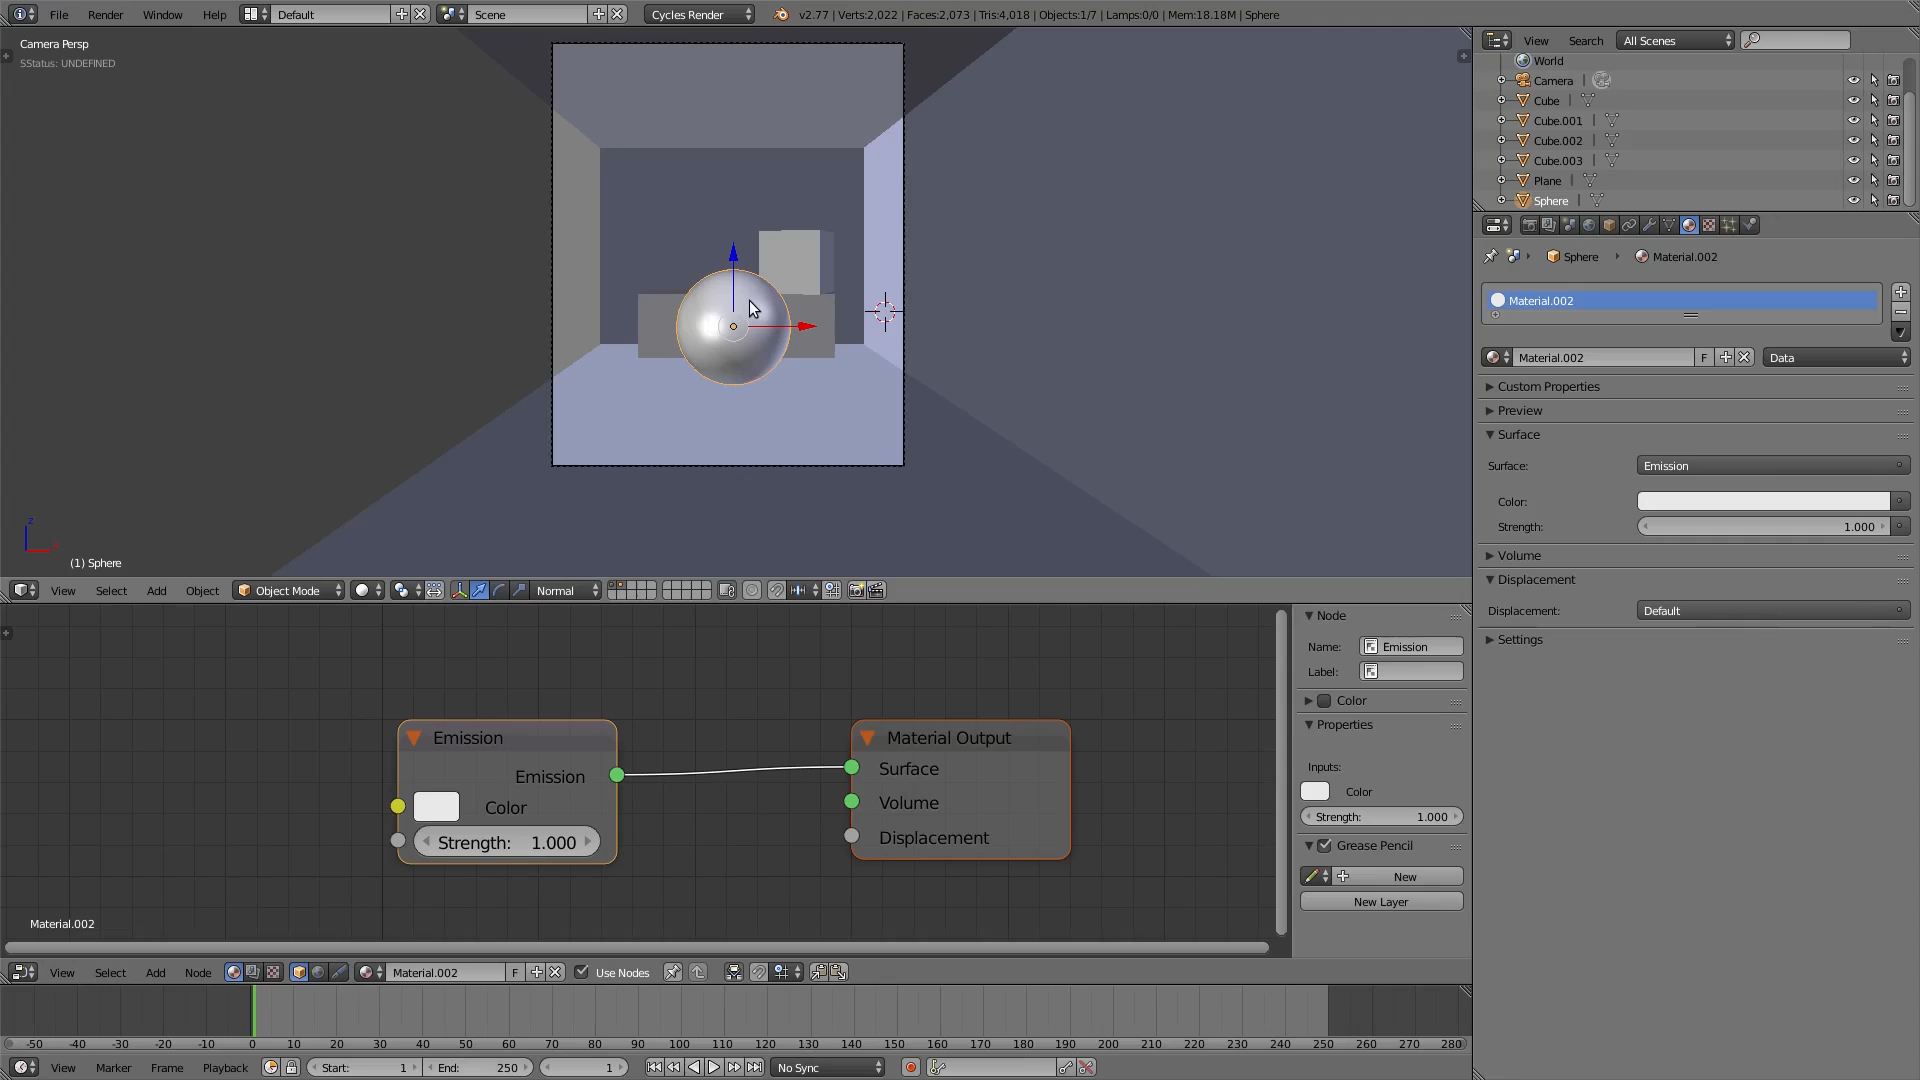 File Render Window Help Default Scene Cycles Render v2.77 | Verts:2,022 | Faces:2,073 | Tris:4,018 | Objects:1/7 | Lamps:0/0 | Mem:18.18M | Sphere
Camera Persp
SStatus: UNDEFINED
z
(1) Sphere
View Select Add Object Object Mode Normal
View Search All Scenes
World
Camera
Cube
Cube.001
Cube.002
Cube.003
Plane
Sphere
Sphere Material.002
Material.002
Material.002 F Data
Custom Properties
Preview
Surface
Surface: Emission
Color:
Strength: 1.000
Volume
Displacement
Displacement: Default
Settings
Emission
Emission
Color
Strength: 1.000
Material Output
Surface
Volume
Displacement
Material.002
Node
Name: Emission
Label:
Color
Properties
Inputs:
Color
Strength: 1.000
Grease Pencil
New
New Layer
View Select Add Node Material.002 F Use Nodes
-50 -40 -30 -20 -10 0 10 20 30 40 50 60 70 80 90 100 110 120 130 140 150 160 170 180 190 200 210 220 230 240 250 260 270 280
View Marker Frame Playback Start: 1 End: 250 1 No Sync